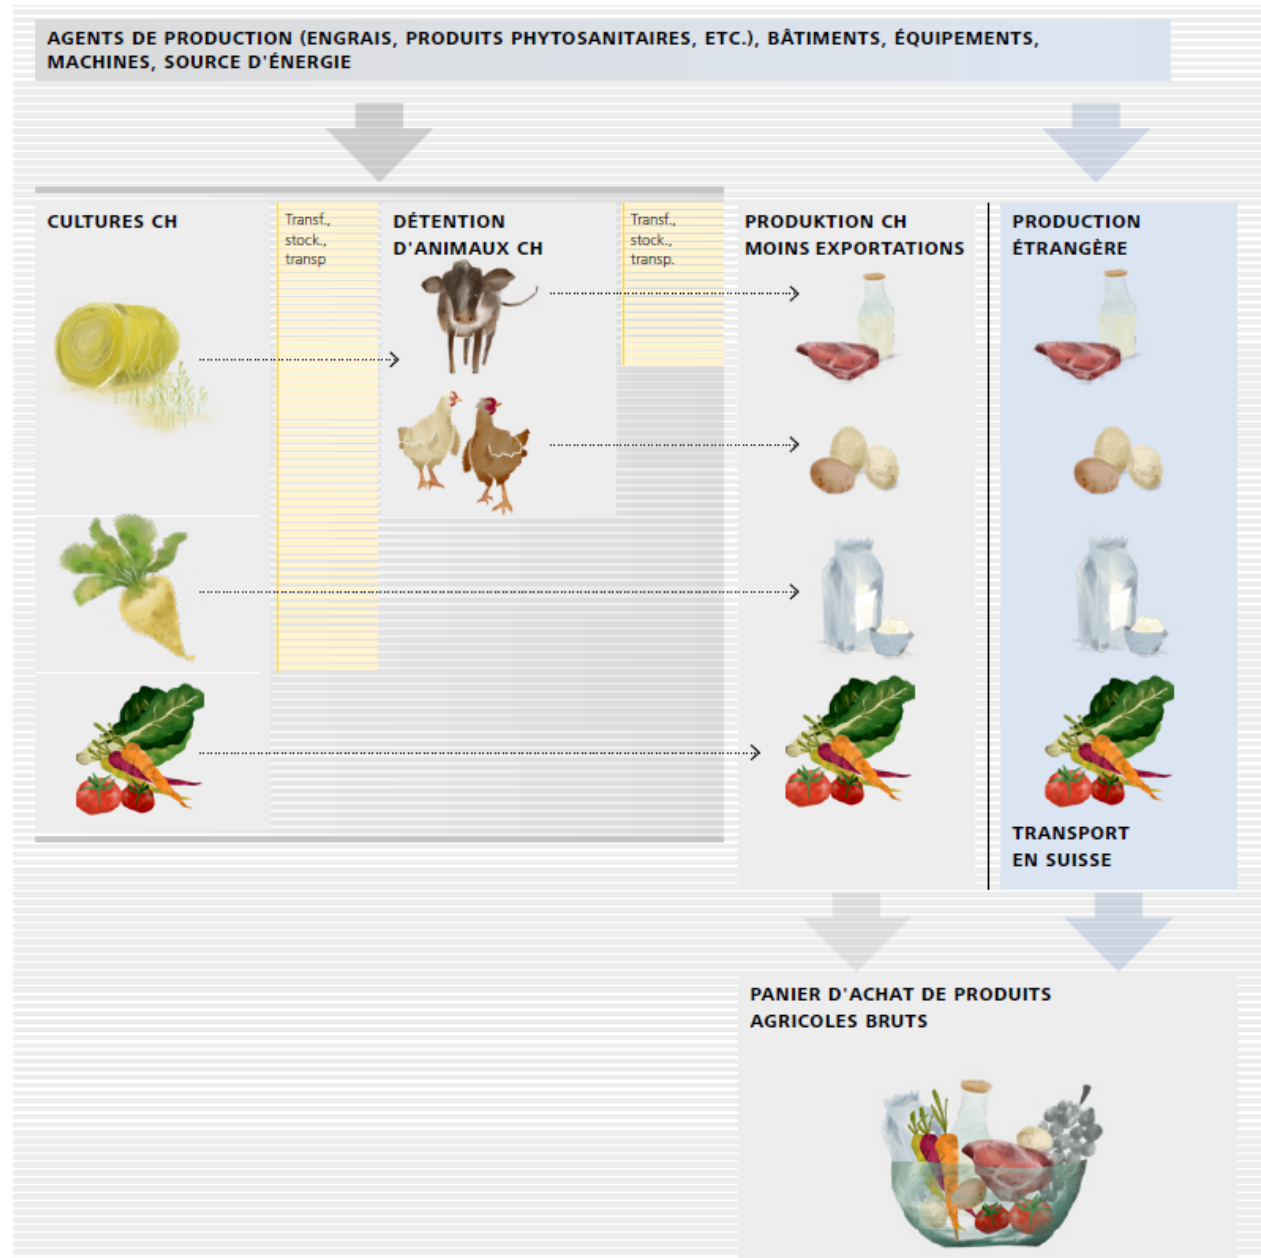 AGENTS DE PRODUCTION (ENGRAIS, PRODUITS PHYTOSANITAIRES, ETC.), BÂTIMENTS, ÉQUIPEMENTS,
MACHINES, SOURCE D'ÉNERGIE
CULTURES CH
Transf.,
stock.,
transp
DÉTENTION
D'ANIMAUX CH
Transf.,
stock.,
transp.
PRODUKTION CH
MOINS EXPORTATIONS
PRODUCTION
ÉTRANGÈRE
TRANSPORT
EN SUISSE
PANIER D'ACHAT DE PRODUITS
AGRICOLES BRUTS